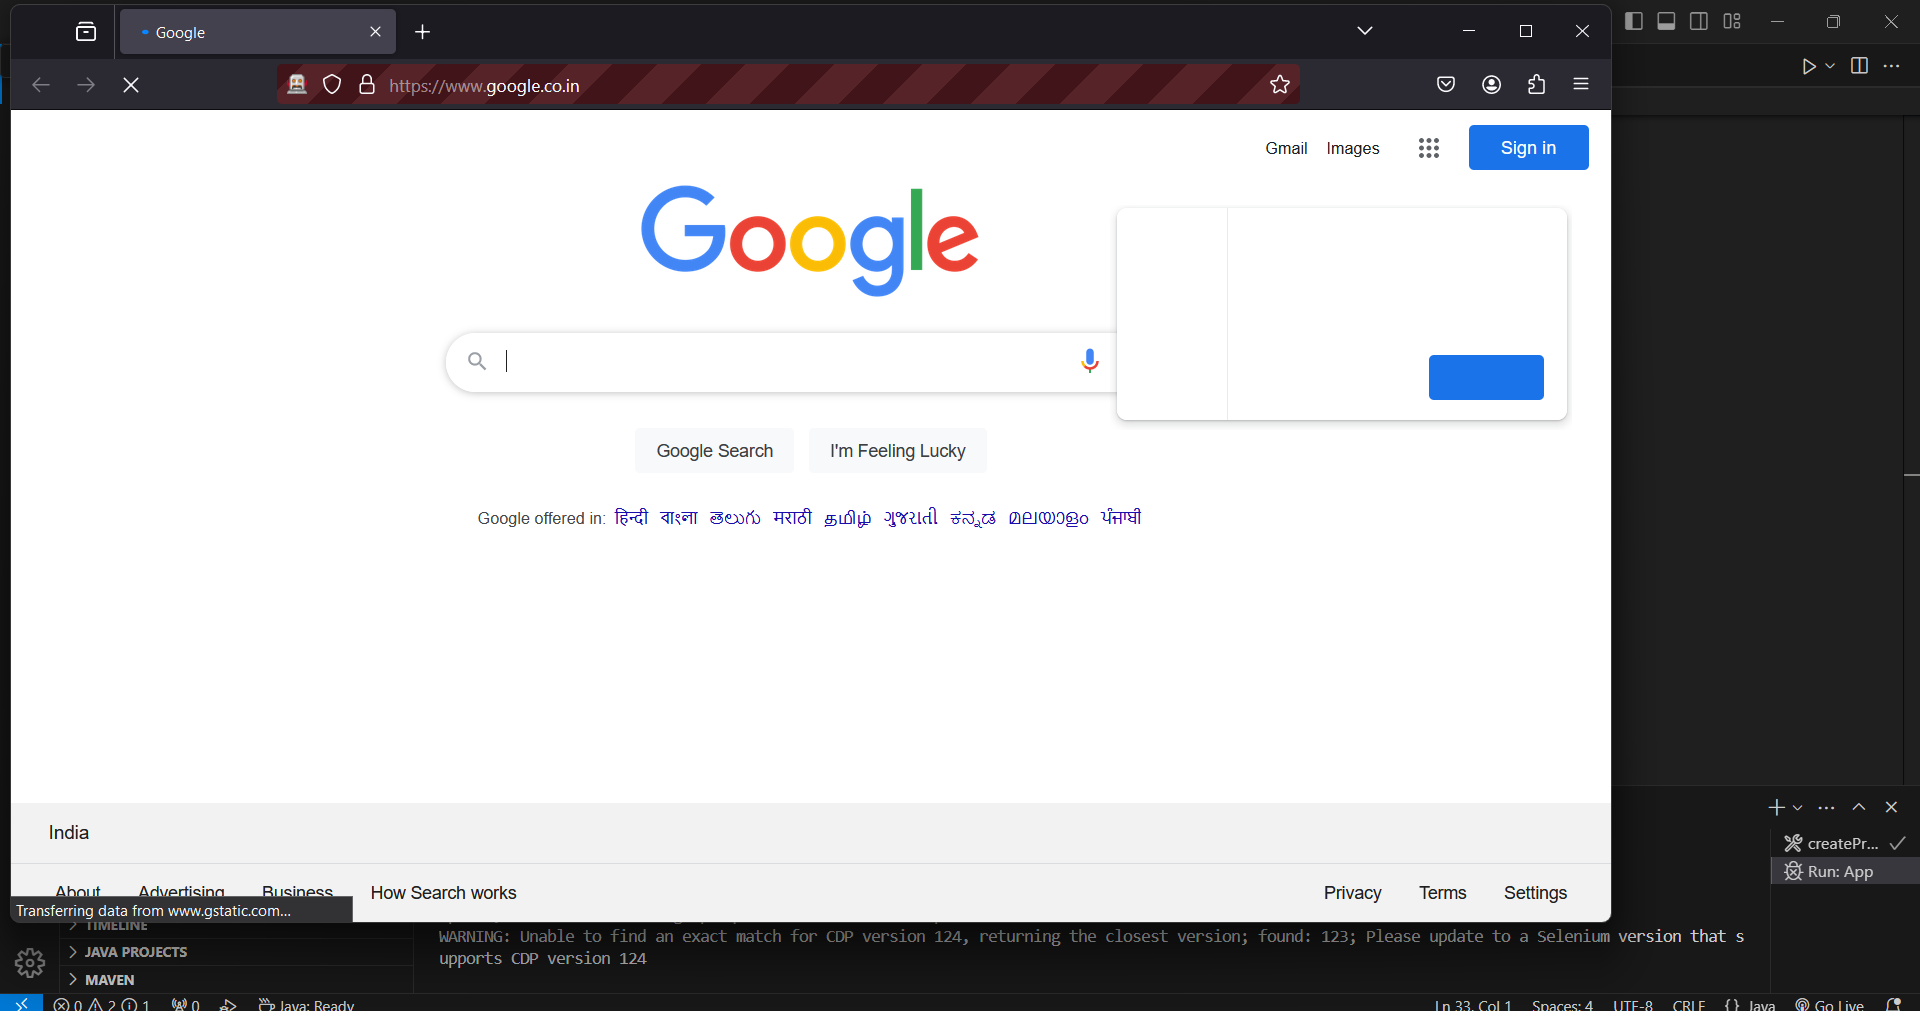 Google
https://www.google.co.in
Gmail Images Sign in
Google
Google Search I'm Feeling Lucky
Google offered in: हिन्दी বাংলা తెలుగు मराठी தமிழ் ગુજરાતી ಕನ್ನಡ മലയാളം ਪੰਜਾਬੀ
India
About Advertising Business How Search works Privacy Terms Settings
Transferring data from www.gstatic.com...
createPr...
Run: App
TIMELINE
JAVA PROJECTS
MAVEN
WARNING: Unable to find an exact match for CDP version 124, returning the closest version; found: 123; Please update to a Selenium version that s
upports CDP version 124
0 2 1 0 Java: Ready Ln 33, Col 1 Spaces: 4 UTF-8 CRLF {} Java Go Live